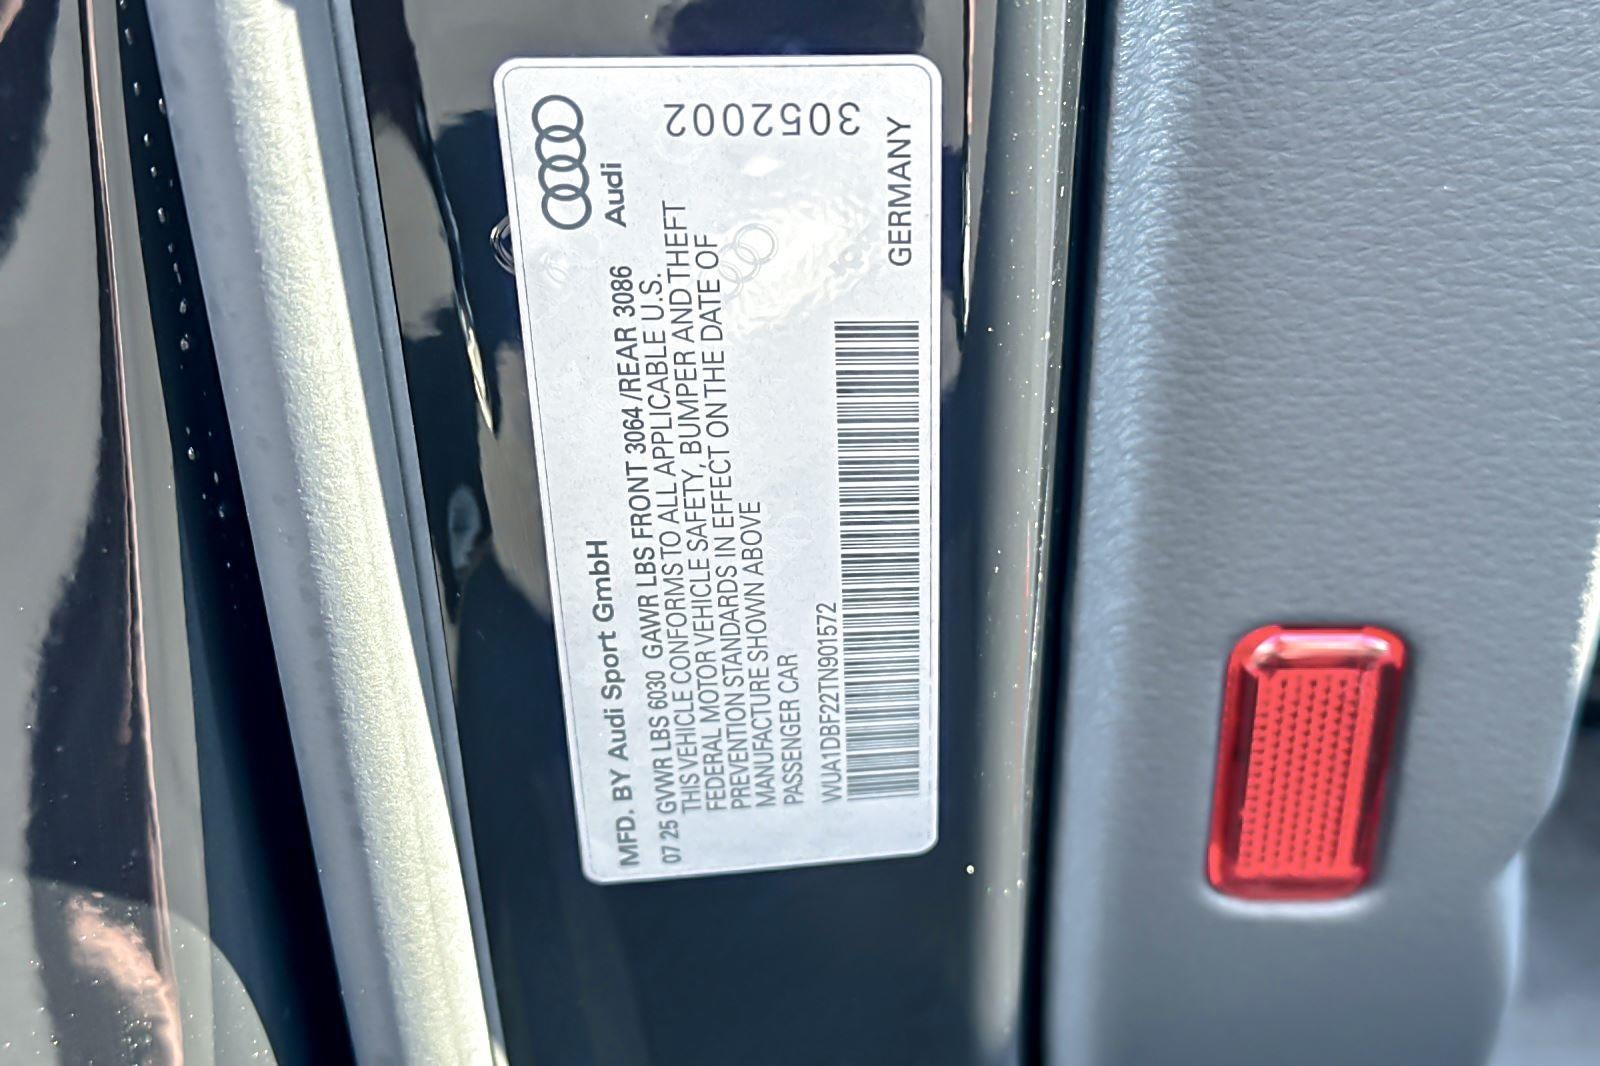 Audi
MFD. BY Audi Sport GmbH
07 25 GVWR LBS 6030 GAWR LBS FRONT 3064 /REAR 3086
THIS VEHICLE CONFORMS TO ALL APPLICABLE U.S.
FEDERAL MOTOR VEHICLE SAFETY, BUMPER AND THEFT
PREVENTION STANDARDS IN EFFECT ON THE DATE OF
MANUFACTURE SHOWN ABOVE
PASSENGER CAR
WUA1DBF22TN901572
GERMANY
3052002